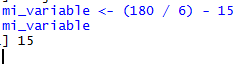 mi_variable <- (180 / 6) - 15
mi_variable
] 15